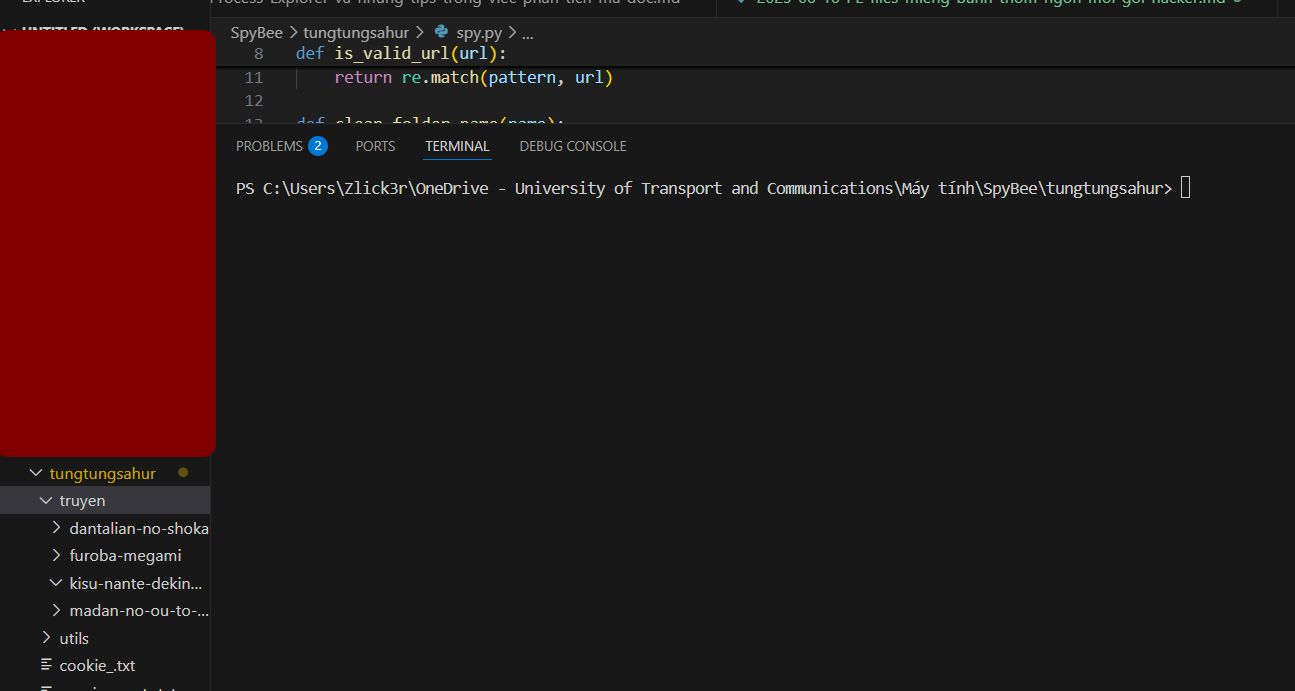 EXPLORER
Process Explorer và những tips trong việc phân tích mã độc.md
2025-06-16-PE-files-miếng-bánh-thơm-ngon-mời-gọi-hacker.md
UNTITLED (WORKSPACE)
SpyBee > tungtungsahur > spy.py > ...
8 def is_valid_url(url):
11 return re.match(pattern, url)
12
13 def clean_folder_name(name):
PROBLEMS 2 PORTS TERMINAL DEBUG CONSOLE
PS C:\Users\Zlick3r\OneDrive - University of Transport and Communications\Máy tính\SpyBee\tungtungsahur>
tungtungsahur
truyen
dantalian-no-shoka
furoba-megami
kisu-nante-dekin...
madan-no-ou-to-...
utils
cookie_.txt